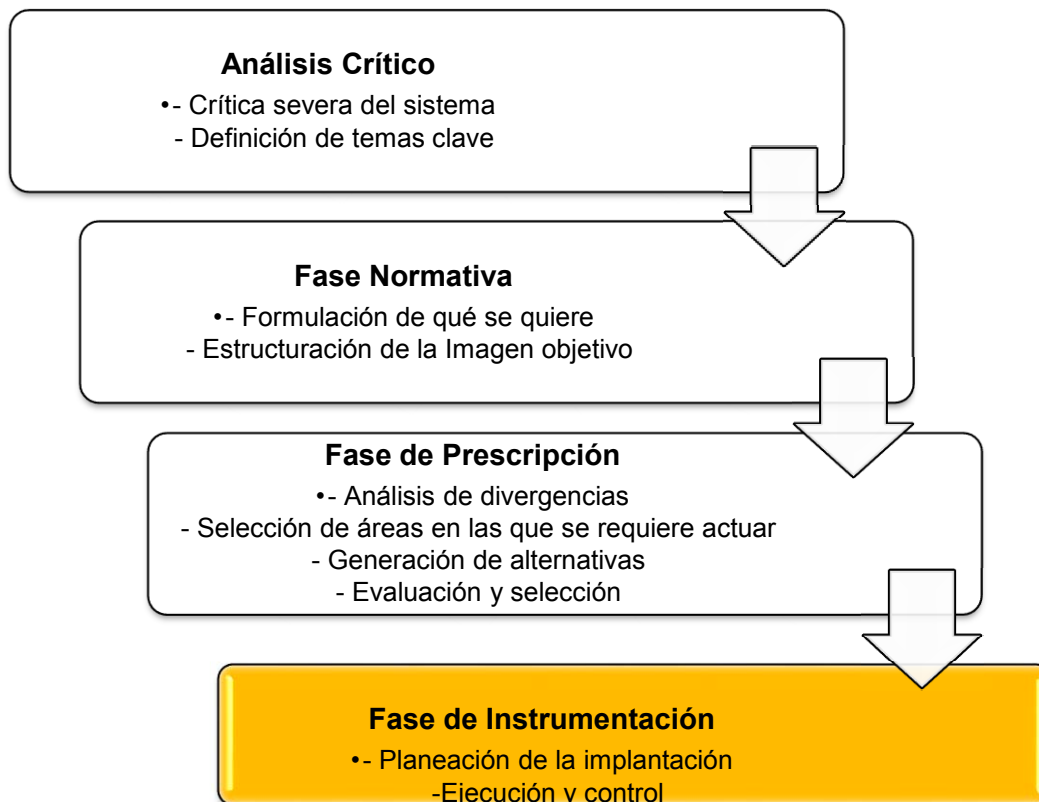 Análisis Crítico
•- Crítica severa del sistema
- Definición de temas clave
Fase Normativa
•- Formulación de qué se quiere
- Estructuración de la Imagen objetivo
Fase de Prescripción
•- Análisis de divergencias
- Selección de áreas en las que se requiere actuar
- Generación de alternativas
- Evaluación y selección
Fase de Instrumentación
•- Planeación de la implantación
-Ejecución y control